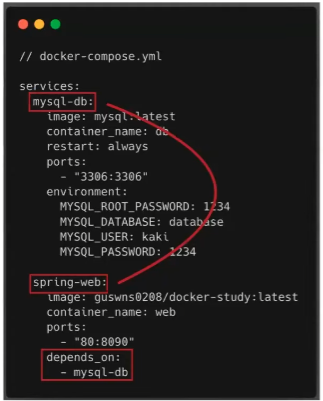 // docker-compose.yml
services:
  mysql-db:
    image: mysql:latest
    container_name: db
    restart: always
    ports:
      - "3306:3306"
    environment:
      MYSQL_ROOT_PASSWORD: 1234
      MYSQL_DATABASE: database
      MYSQL_USER: kaki
      MYSQL_PASSWORD: 1234
  spring-web:
    image: guswns0208/docker-study:latest
    container_name: web
    ports:
      - "80:8090"
    depends_on:
      - mysql-db